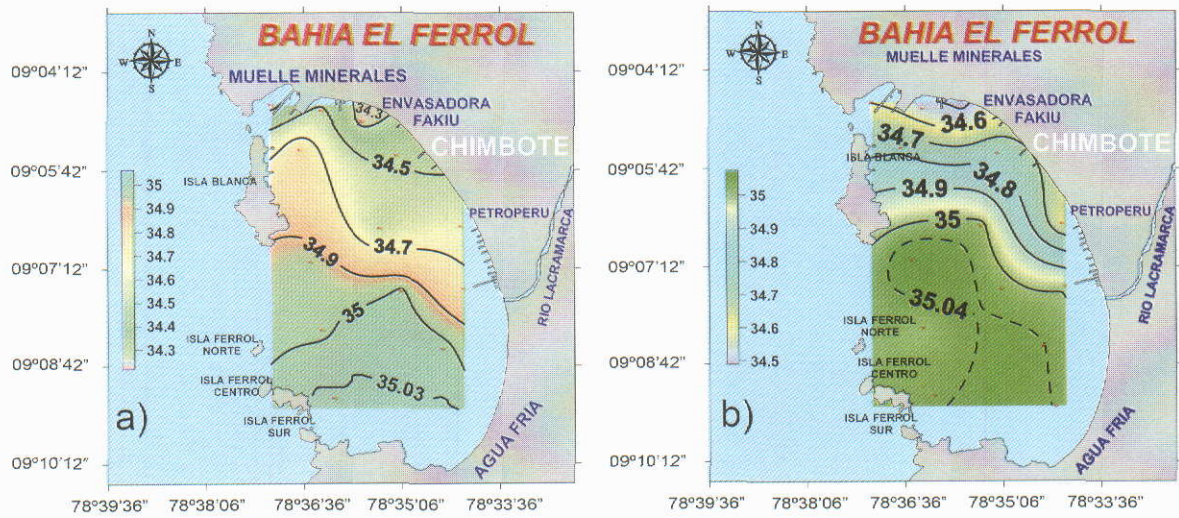 BAHIA EL FERROL
N
W E
S
MUELLE MINERALES
ENVASADORA
FAKIU
CHIMBOTE
ISLA BLANCA
PETROPERU
RIO LACRAMARCA
ISLA FERROL
NORTE
ISLA FERROL
CENTRO
ISLA FERROL
SUR
AGUA FRIA
a)
34.3
34.5
34.7
34.9
35
35.03
35
34.9
34.8
34.7
34.6
34.5
34.4
34.3
09°04'12"
09°05'42"
09°07'12"
09°08'42"
09°10'12"
78°39'36" 78°38'06" 78°36'36" 78°35'06" 78°33'36"
BAHIA EL FERROL
N
W E
S
MUELLE MINERALES
ENVASADORA
FAKIU
CHIMBOTE
ISLA BLANCA
PETROPERU
RIO LACRAMARCA
ISLA FERROL
NORTE
ISLA FERROL
CENTRO
ISLA FERROL
SUR
AGUA FRIA
b)
34.6
34.7
34.8
34.9
35
35.04
35
34.9
34.8
34.7
34.6
34.5
09°04'12"
09°05'42"
09°07'12"
09°08'42"
09°10'12"
78°39'36" 78°38'06" 78°36'36" 78°35'06" 78°33'36"